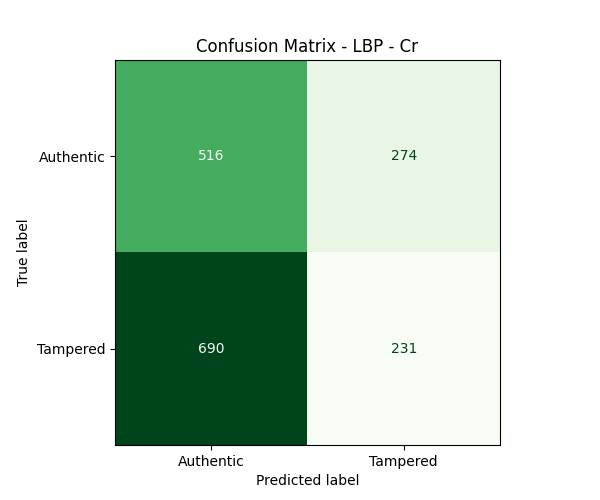 Confusion Matrix - LBP - Cr
True label
Authentic
516
274
Tampered
690
231
Authentic
Tampered
Predicted label